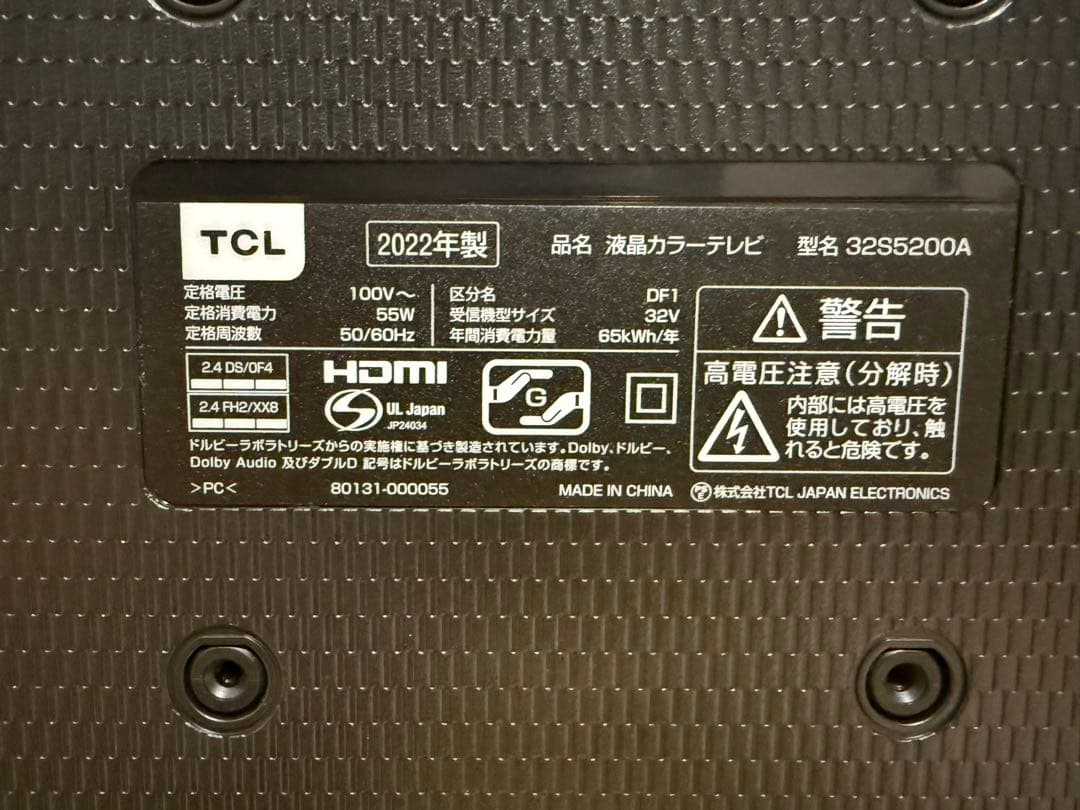 TCL
2022年製
品名 液晶カラーテレビ 型名 32S5200A
定格電圧 100V～
定格消費電力 55W
定格周波数 50/60Hz
区分名 DF1
受信機型サイズ 32V
年間消費電力量 65kWh/年
2.4 DS/OF4
2.4 FH2/XX8
HDMI
S UL Japan
JP24034
G
ドルビーラボラトリーズからの実施権に基づき製造されています。Dolby、ドルビー、
Dolby Audio 及びダブルD 記号はドルビーラボラトリーズの商標です。
>PC<
80131-000055
MADE IN CHINA
株式会社TCL JAPAN ELECTRONICS
警告
高電圧注意(分解時)
内部には高電圧を
使用しており、触
れると危険です。